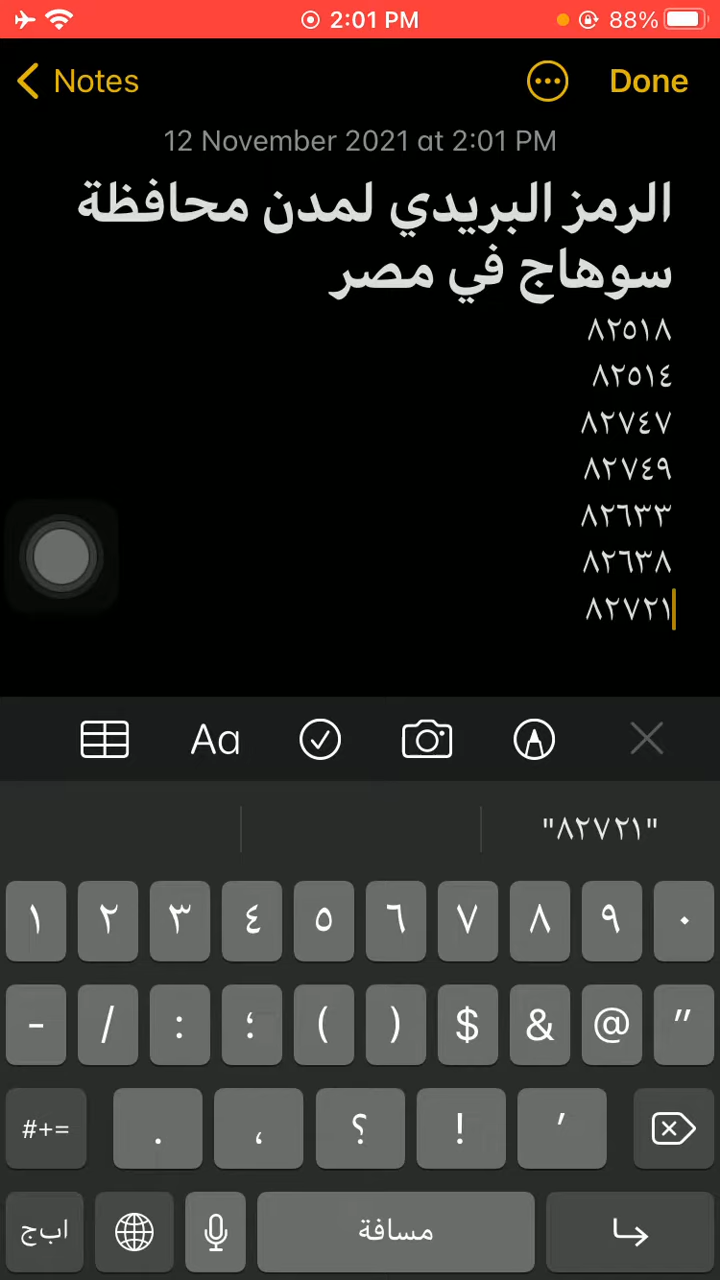 2:01 PM
88%
Notes
Done
12 November 2021 at 2:01 PM
الرمز البريدي لمدن محافظة
سوهاج في مصر
٨٢٥١٨
٨٢٥١٤
٨٢٧٤٧
٨٢٧٤٩
٨٢٦٣٣
٨٢٦٣٨
٨٢٧٢١
Aa
"٨٢٧٢١"
١ ٢ ٣ ٤ ٥ ٦ ٧ ٨ ٩ ٠
- / : ؛ ( ) $ & @ "
#+= . ، ؟ ! '
اب‌ج مسافة